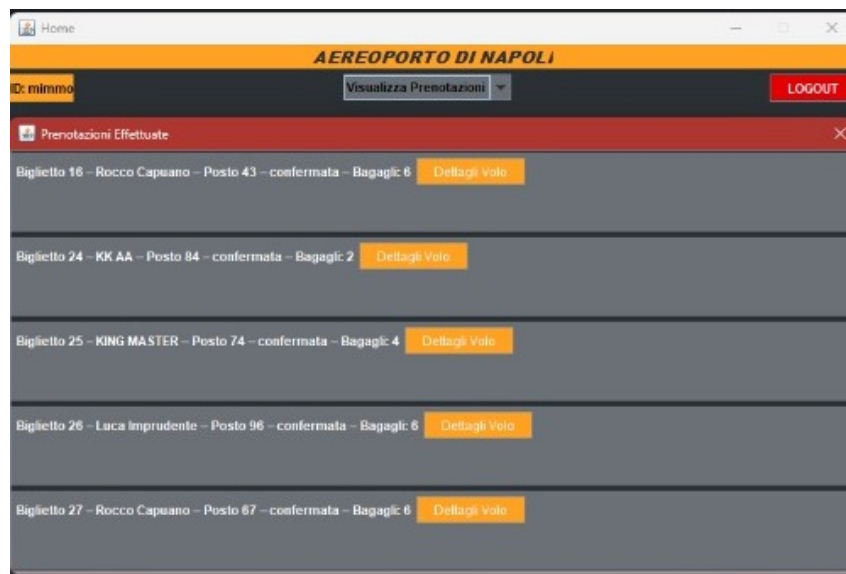 Home
AEREOPORTO DI NAPOLI
ID: mimmo Visualizza Prenotazioni LOGOUT
Prenotazioni Effettuate
Biglietto 16 – Rocco Capuano – Posto 43 – confermata – Bagagli: 6 Dettagli Volo
Biglietto 24 – KK AA – Posto 84 – confermata – Bagagli: 2 Dettagli Volo
Biglietto 25 – KING MASTER – Posto 74 – confermata – Bagagli: 4 Dettagli Volo
Biglietto 26 – Luca Imprudente – Posto 96 – confermata – Bagagli: 6 Dettagli Volo
Biglietto 27 – Rocco Capuano – Posto 67 – confermata – Bagagli: 6 Dettagli Volo